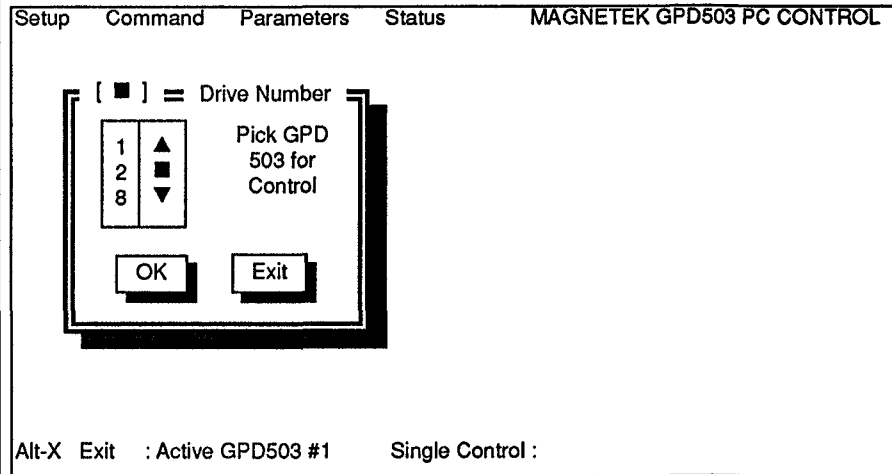 Setup Command Parameters Status MAGNETEK GPD503 PC CONTROL
[ ■ ] = Drive Number
1 ▲
2 ■
8 ▼
Pick GPD
503 for
Control
OK Exit
Alt-X Exit : Active GPD503 #1 Single Control :